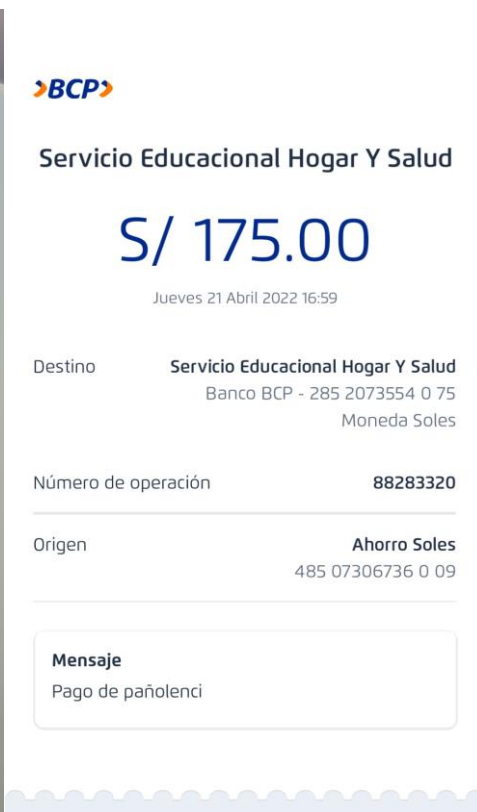 BCP
Servicio Educacional Hogar Y Salud
S/ 175.00
Jueves 21 Abril 2022 16:59
Destino Servicio Educacional Hogar Y Salud
Banco BCP - 285 2073554 0 75
Moneda Soles
Número de operación 88283320
Origen Ahorro Soles
485 07306736 0 09
Mensaje
Pago de pañolenci